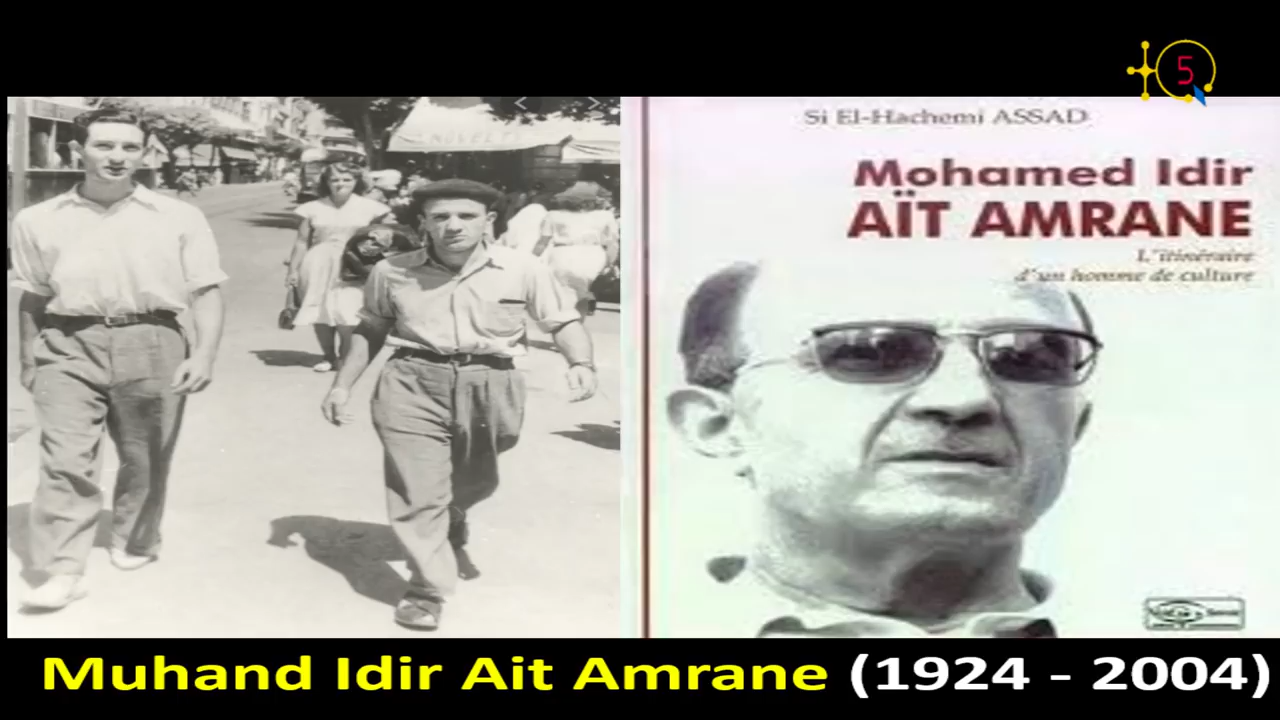 5
Si El-Hachemi ASSAD
Mohamed Idir
AÏT AMRANE
L'itinéraire
d'un homme de culture
Muhand Idir Ait Amrane (1924 - 2004)